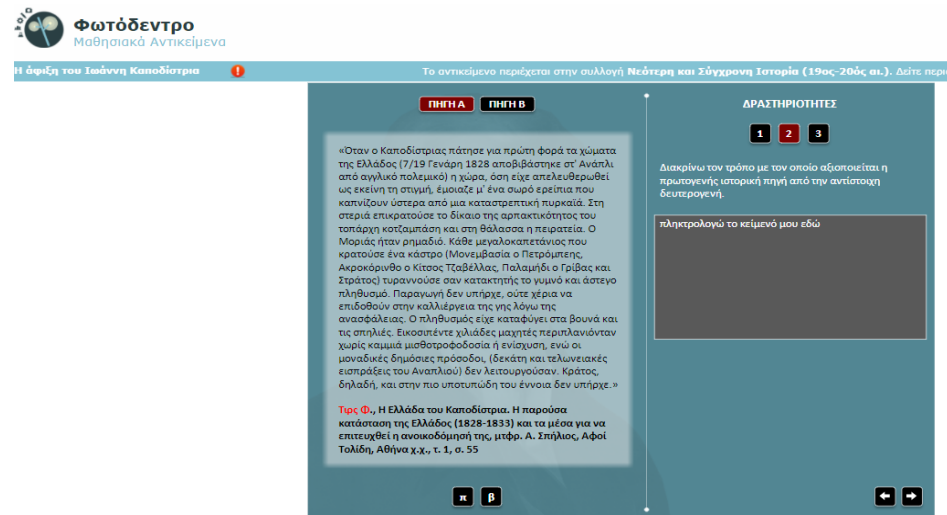 Φωτόδεντρο
Μαθησιακά Αντικείμενα
Η άφιξη του Ιωάννη Καποδίστρια
Το αντικείμενο περιέχεται στην συλλογή Νεότερη και Σύγχρονη Ιστορία (19ος-20ός αι.). Δείτε περι
ΠΗΓΗ Α ΠΗΓΗ Β
«Όταν ο Καποδίστριας πάτησε για πρώτη φορά τα χώματα
της Ελλάδος (7/19 Γενάρη 1828 αποβιβάστηκε στ' Ανάπλι
από αγγλικό πολεμικό) η χώρα, όση είχε απελευθερωθεί
ως εκείνη τη στιγμή, έμοιαζε μ' ένα σωρό ερείπια που
καπνίζουν ύστερα από μια καταστρεπτική πυρκαϊά. Στη
στεριά επικρατούσε το δίκαιο της αρπακτικότητος του
τοπάρχη κοτζαμπάση και στη θάλασσα η πειρατεία. Ο
Μοριάς ήταν ρημαδιό. Κάθε μεγαλοκαπετάνιος που
κρατούσε ένα κάστρο (Μονεμβασία ο Πετρόμπεης,
Ακροκόρινθο ο Κίτσος Τζαβέλλας, Παλαμήδι ο Γρίβας και
Στράτος) τυραννούσε σαν κατακτητής το γυμνό και άστεγο
πληθυσμό. Παραγωγή δεν υπήρχε, ούτε χέρια να
επιδοθούν στην καλλιέργεια της γης λόγω της
ανασφάλειας. Ο πληθυσμός είχε καταφύγει στα βουνά και
τις σπηλιές. Εικοσιπέντε χιλιάδες μαχητές περιπλανιόνταν
χωρίς καμμιά μισθοτροφοδοσία ή ενίσχυση, ενώ οι
μοναδικές δημόσιες πρόσοδοι, (δεκάτη και τελωνειακές
εισπράξεις του Αναπλιού) δεν λειτουργούσαν. Κράτος,
δηλαδή, και στην πιο υποτυπώδη του έννοια δεν υπήρχε.»
Τιρς Φ., Η Ελλάδα του Καποδίστρια. Η παρούσα
κατάσταση της Ελλάδος (1828-1833) και τα μέσα για να
επιτευχθεί η ανοικοδόμησή της, μτφρ. Α. Σπήλιος, Αφοί
Τολίδη, Αθήνα χ.χ., τ. 1, σ. 55
π β
ΔΡΑΣΤΗΡΙΟΤΗΤΕΣ
1 2 3
Διακρίνω τον τρόπο με τον οποίο αξιοποιείται η
πρωτογενής ιστορική πηγή από την αντίστοιχη
δευτερογενή.
πληκτρολογώ το κείμενό μου εδώ